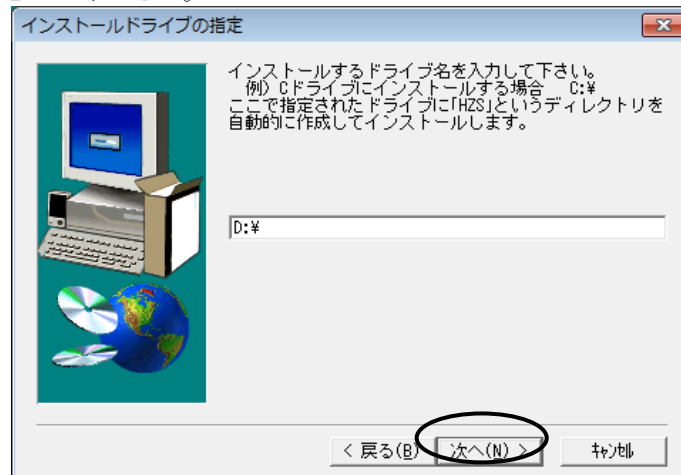 インストールドライブの指定
インストールするドライブ名を入力して下さい。
例) Cドライブにインストールする場合 C:¥
ここで指定されたドライブに「HZS」というディレクトリを
自動的に作成してインストールします。
D:¥
< 戻る(B) 次へ(N) > キャンセル